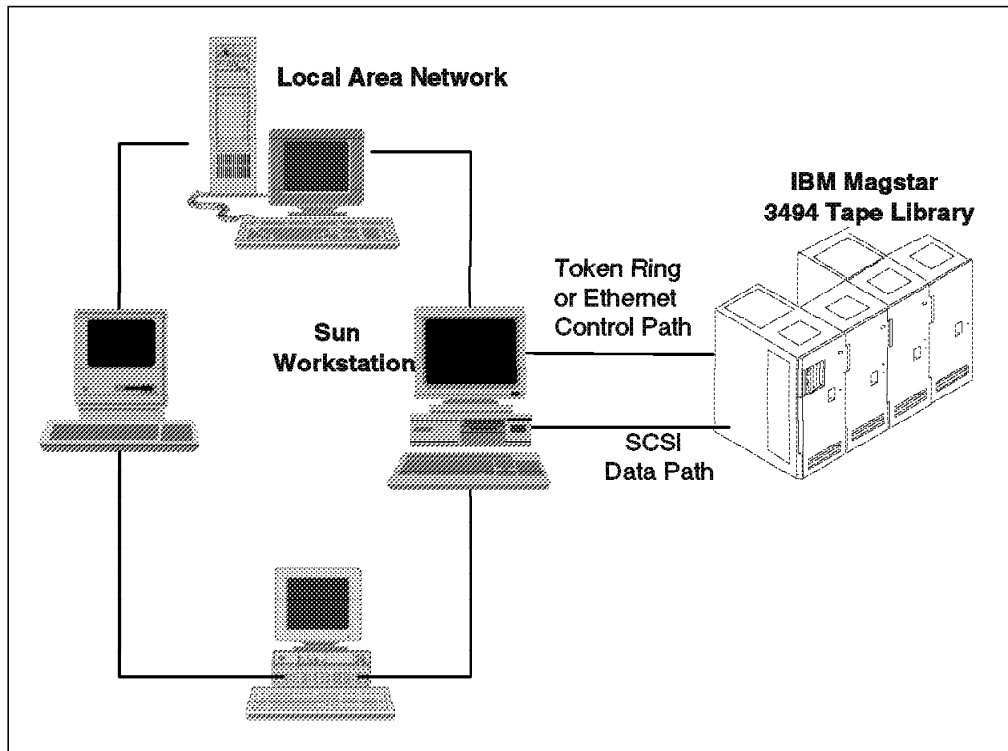 Local Area Network
IBM Magstar
3494 Tape Library
Token Ring
or Ethernet
Control Path
Sun
Workstation
SCSI
Data Path